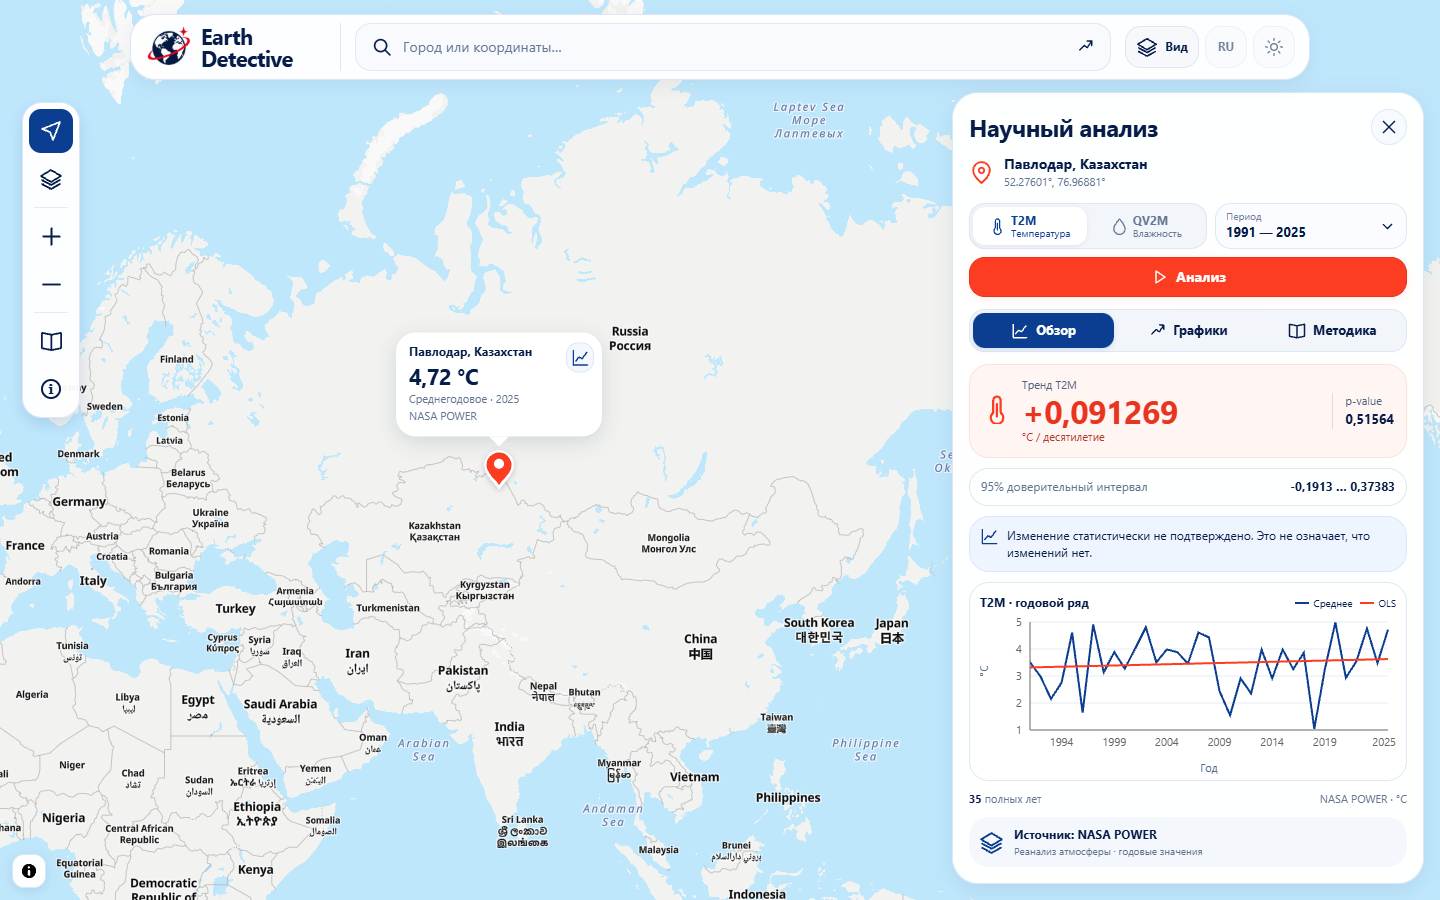 Earth
Detective
Город или координаты...
Вид
RU
Laptev Sea
Море
Лаптевых
Научный анализ
Павлодар, Казахстан
52.27601°, 76.96881°
T2M
Температура
QV2M
Влажность
Период
1991 — 2025
Анализ
Обзор
Графики
Методика
Тренд T2M
+0,091269
°C / десятилетие
p-value
0,51564
95% доверительный интервал
-0,1913 ... 0,37383
Изменение статистически не подтверждено. Это не означает, что
изменений нет.
T2M · годовой ряд
Среднее
OLS
5
4
3
2
1
°C
1994
1999
2004
2009
2014
2019
2025
Год
35 полных лет
NASA POWER · °C
Источник: NASA POWER
Реанализ атмосферы · годовые значения
Павлодар, Казахстан
4,72 °C
Среднегодовое · 2025
NASA POWER
Russia
Россия
Finland
Sweden
Estonia
Latvia
Denmark
Belarus
Беларусь
Germany
Ukraine
Україна
France
Austria
Croatia
Romania
Andorra
Italy
Bulgaria
България
Armenia
Հայաստան
Turkey
Kazakhstan
Қазақстан
Mongolia
Монгол Улс
Kyrgyzstan
Кыргызстан
Turkmenistan
Tunisia
تونس
Cyprus
Κύπρος
Syria
سوريا
Iraq
العراق
Iran
ایران
China
中国
South Korea
대한민국
Japan
日本
Pakistan
پاکستان
Algeria
Libya
ليبيا
Egypt
مصر
Saudi Arabia
السعودية
Nepal
नेपाल
Bhutan
India
भारत
Taiwan
臺灣
Oman
عمان
Arabian
Sea
Philippine
Sea
Niger
Chad
تشاد
Sudan
السودان
Eritrea
ኤርትራ إرتريا
Yemen
اليمن
Myanmar
မြန်မာ
Vietnam
Ethiopia
ኢትዮጵያ
Philippines
Nigeria
Central African
Republic
Somalia
الصومال
Andaman
Sea
Sri Lanka
ශ්‍රී ලංකාව
இலங்கை
Malaysia
Brunei
بروني دارالسلام
Equatorial
Guinea
Kenya
Democratic
Republic of
Indonesia